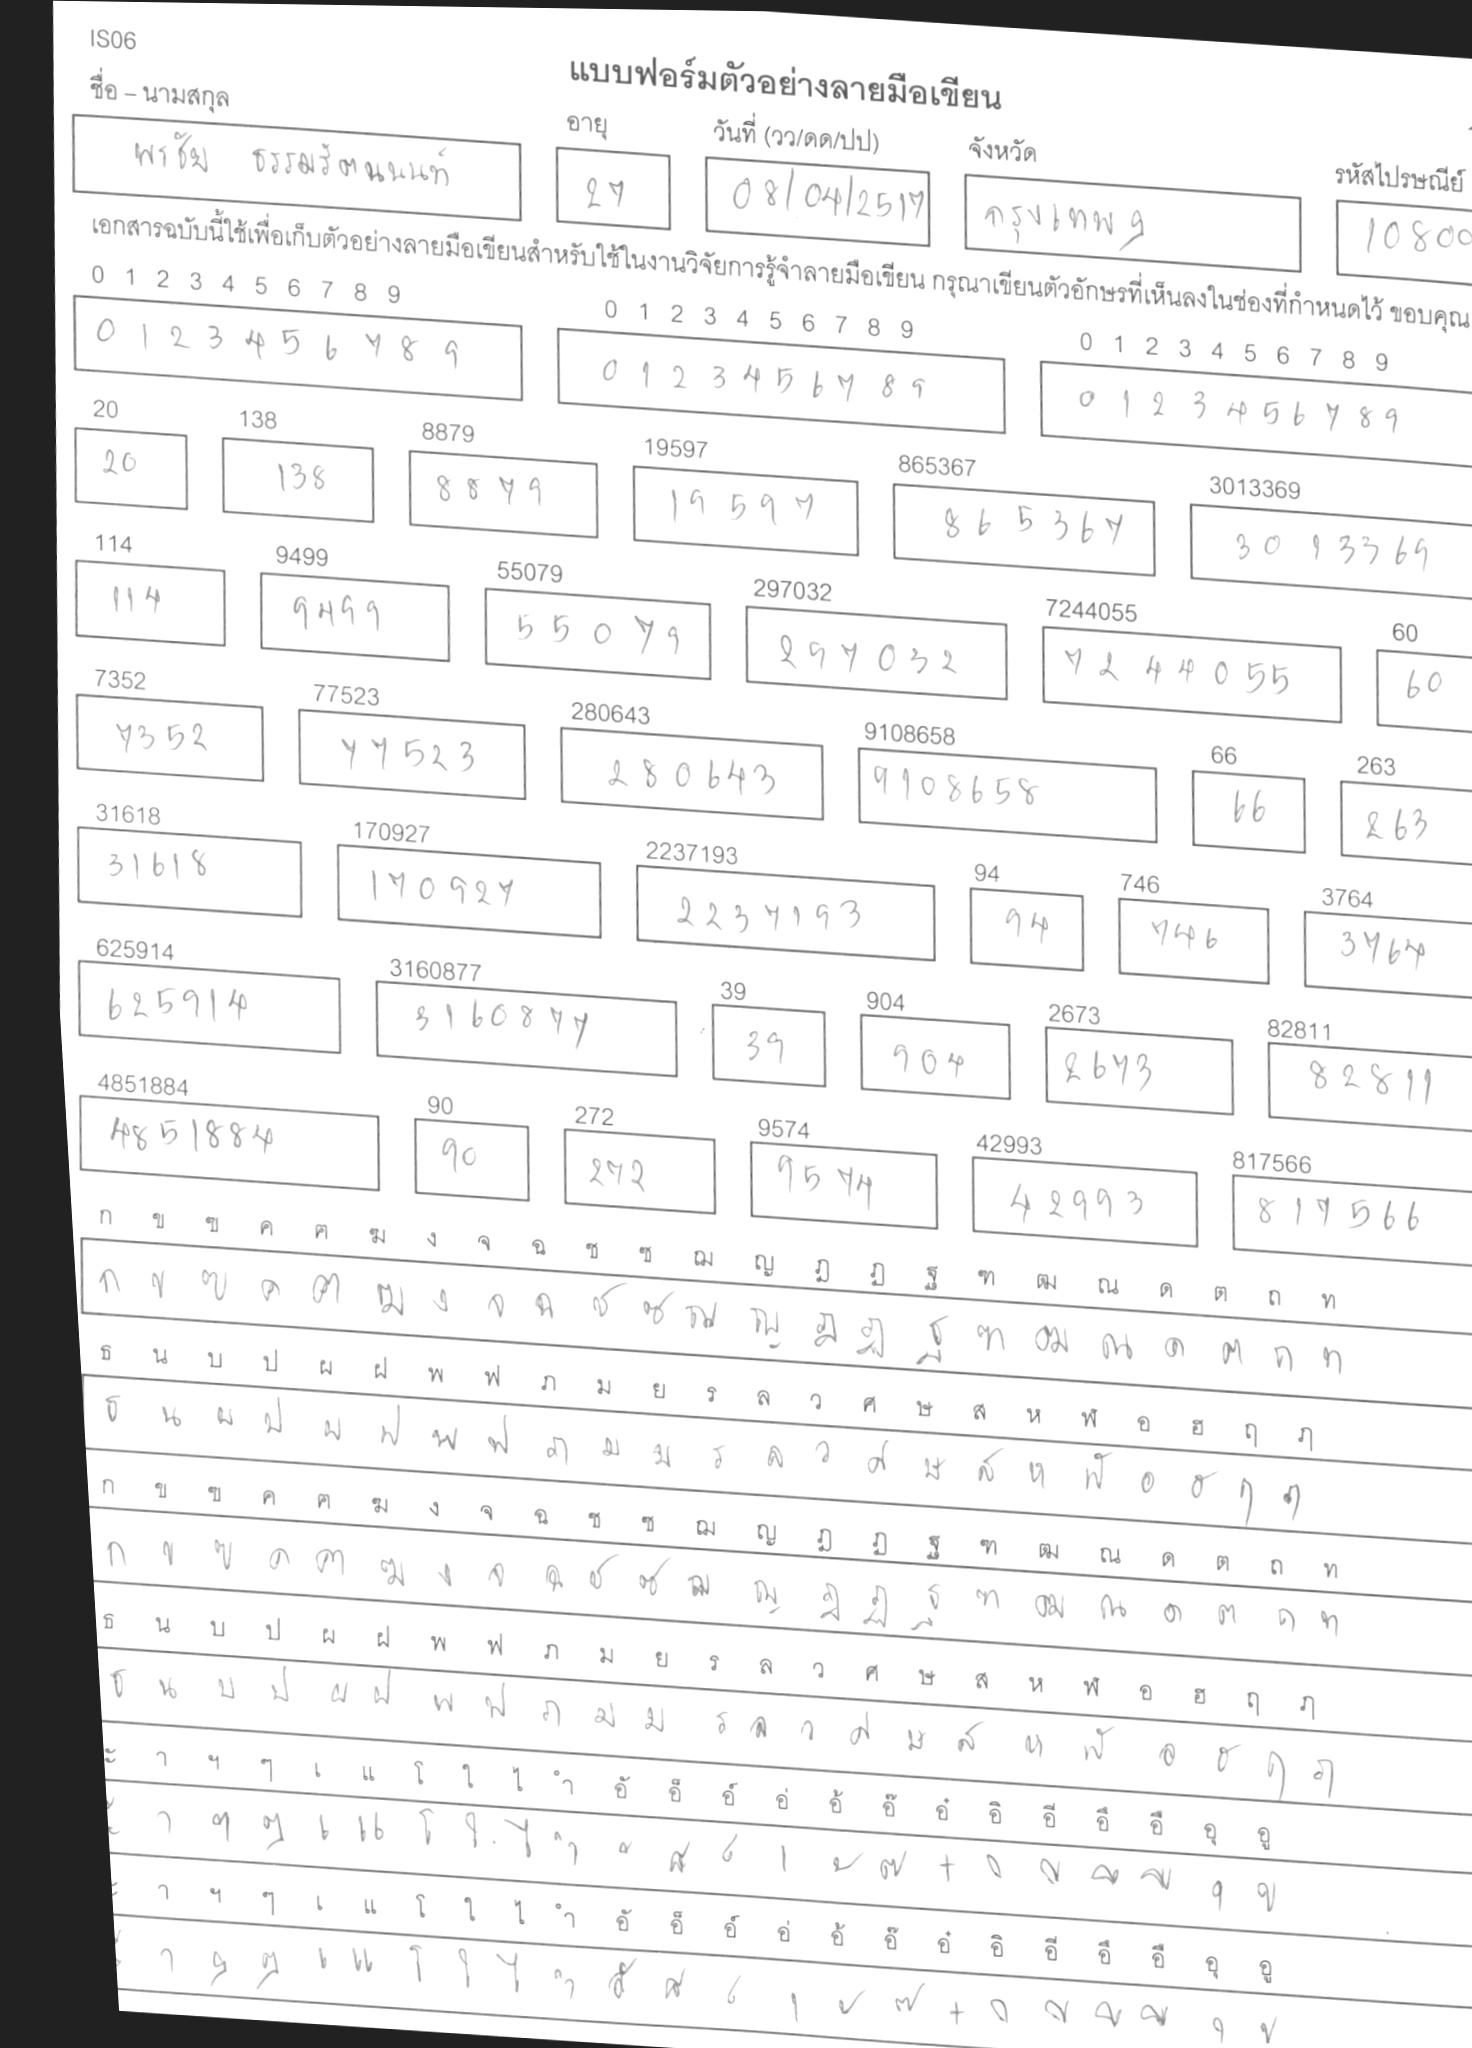 IS06
แบบฟอร์มตัวอย่างลายมือเขียน
ชื่อ – นามสกุล อายุ วันที่ (วว/ดด/ปป) จังหวัด รหัสไปรษณีย์
พรชัย ธรรมรัตนนนท์ 27 08/04/2517 กรุงเทพฯ 10800
เอกสารฉบับนี้ใช้เพื่อเก็บตัวอย่างลายมือเขียนสำหรับใช้ในงานวิจัยการรู้จำลายมือเขียน กรุณาเขียนตัวอักษรที่เห็นลงในช่องที่กำหนดไว้ ขอบคุณ
0 1 2 3 4 5 6 7 8 9 0 1 2 3 4 5 6 7 8 9 0 1 2 3 4 5 6 7 8 9
0 1 2 3 4 5 6 7 8 9 0 1 2 3 4 5 6 7 8 9 0 1 2 3 4 5 6 7 8 9
20 138 8879 19597 865367 3013369
20 138 8879 19597 865367 3013369
114 9499 55079 297032 7244055 60
114 9499 55079 297032 7244055 60
7352 77523 280643 9108658 66 263
7352 77523 280643 9108658 66 263
31618 170927 2237193 94 746 3764
31618 170927 2237193 94 746 3764
625914 3160877 39 904 2673 82811
625914 3160877 39 904 2673 82811
4851884 90 272 9574 42993 817566
4851884 90 272 9574 42993 817566
ก ข ฃ ค ฅ ฆ ง จ ฉ ช ซ ฌ ญ ฎ ฏ ฐ ฑ ฒ ณ ด ต ถ ท
ก ข ฃ ค ฅ ฆ ง จ ฉ ช ซ ฌ ญ ฎ ฏ ฐ ฑ ฒ ณ ด ต ถ ท
ธ น บ ป ผ ฝ พ ฟ ภ ม ย ร ล ว ศ ษ ส ห ฬ อ ฮ ฤ ฦ
ธ น ผ ป ผ ฝ พ ฟ ภ ม ย ร ล ว ศ ษ ส ห ฬ อ ฮ ฤ ฦ
ก ข ฃ ค ฅ ฆ ง จ ฉ ช ซ ฌ ญ ฎ ฏ ฐ ฑ ฒ ณ ด ต ถ ท
ก ข ฃ ค ฅ ฆ ง จ ฉ ช ซ ฌ ญ ฎ ฏ ฐ ฑ ฒ ณ ด ต ถ ท
ธ น บ ป ผ ฝ พ ฟ ภ ม ย ร ล ว ศ ษ ส ห ฬ อ ฮ ฤ ฦ
ธ น บ ป ผ ฝ พ ฟ ภ ม ย ร ล ว ศ ษ ส ห ฬ อ ฮ ฤ ฦ
ะ า ฯ ๆ เ แ โ ใ ไ ำ อั อ็ อ์ อ่ อ้ อ๊ อ๋ อิ อี อึ อื อุ อู
ะ า ฯ ๆ เ แ โ ใ ไ ำ ั ็ ์ ่ ้ ๊ ๋ ิ ี ึ ื ุ ู
ะ า ฯ ๆ เ แ โ ใ ไ ำ อั อ็ อ์ อ่ อ้ อ๊ อ๋ อิ อี อึ อื อุ อู
ะ า ฯ ๆ เ แ โ ใ ไ ำ ั ็ ์ ่ ้ ๊ ๋ ิ ี ึ ื ุ ู